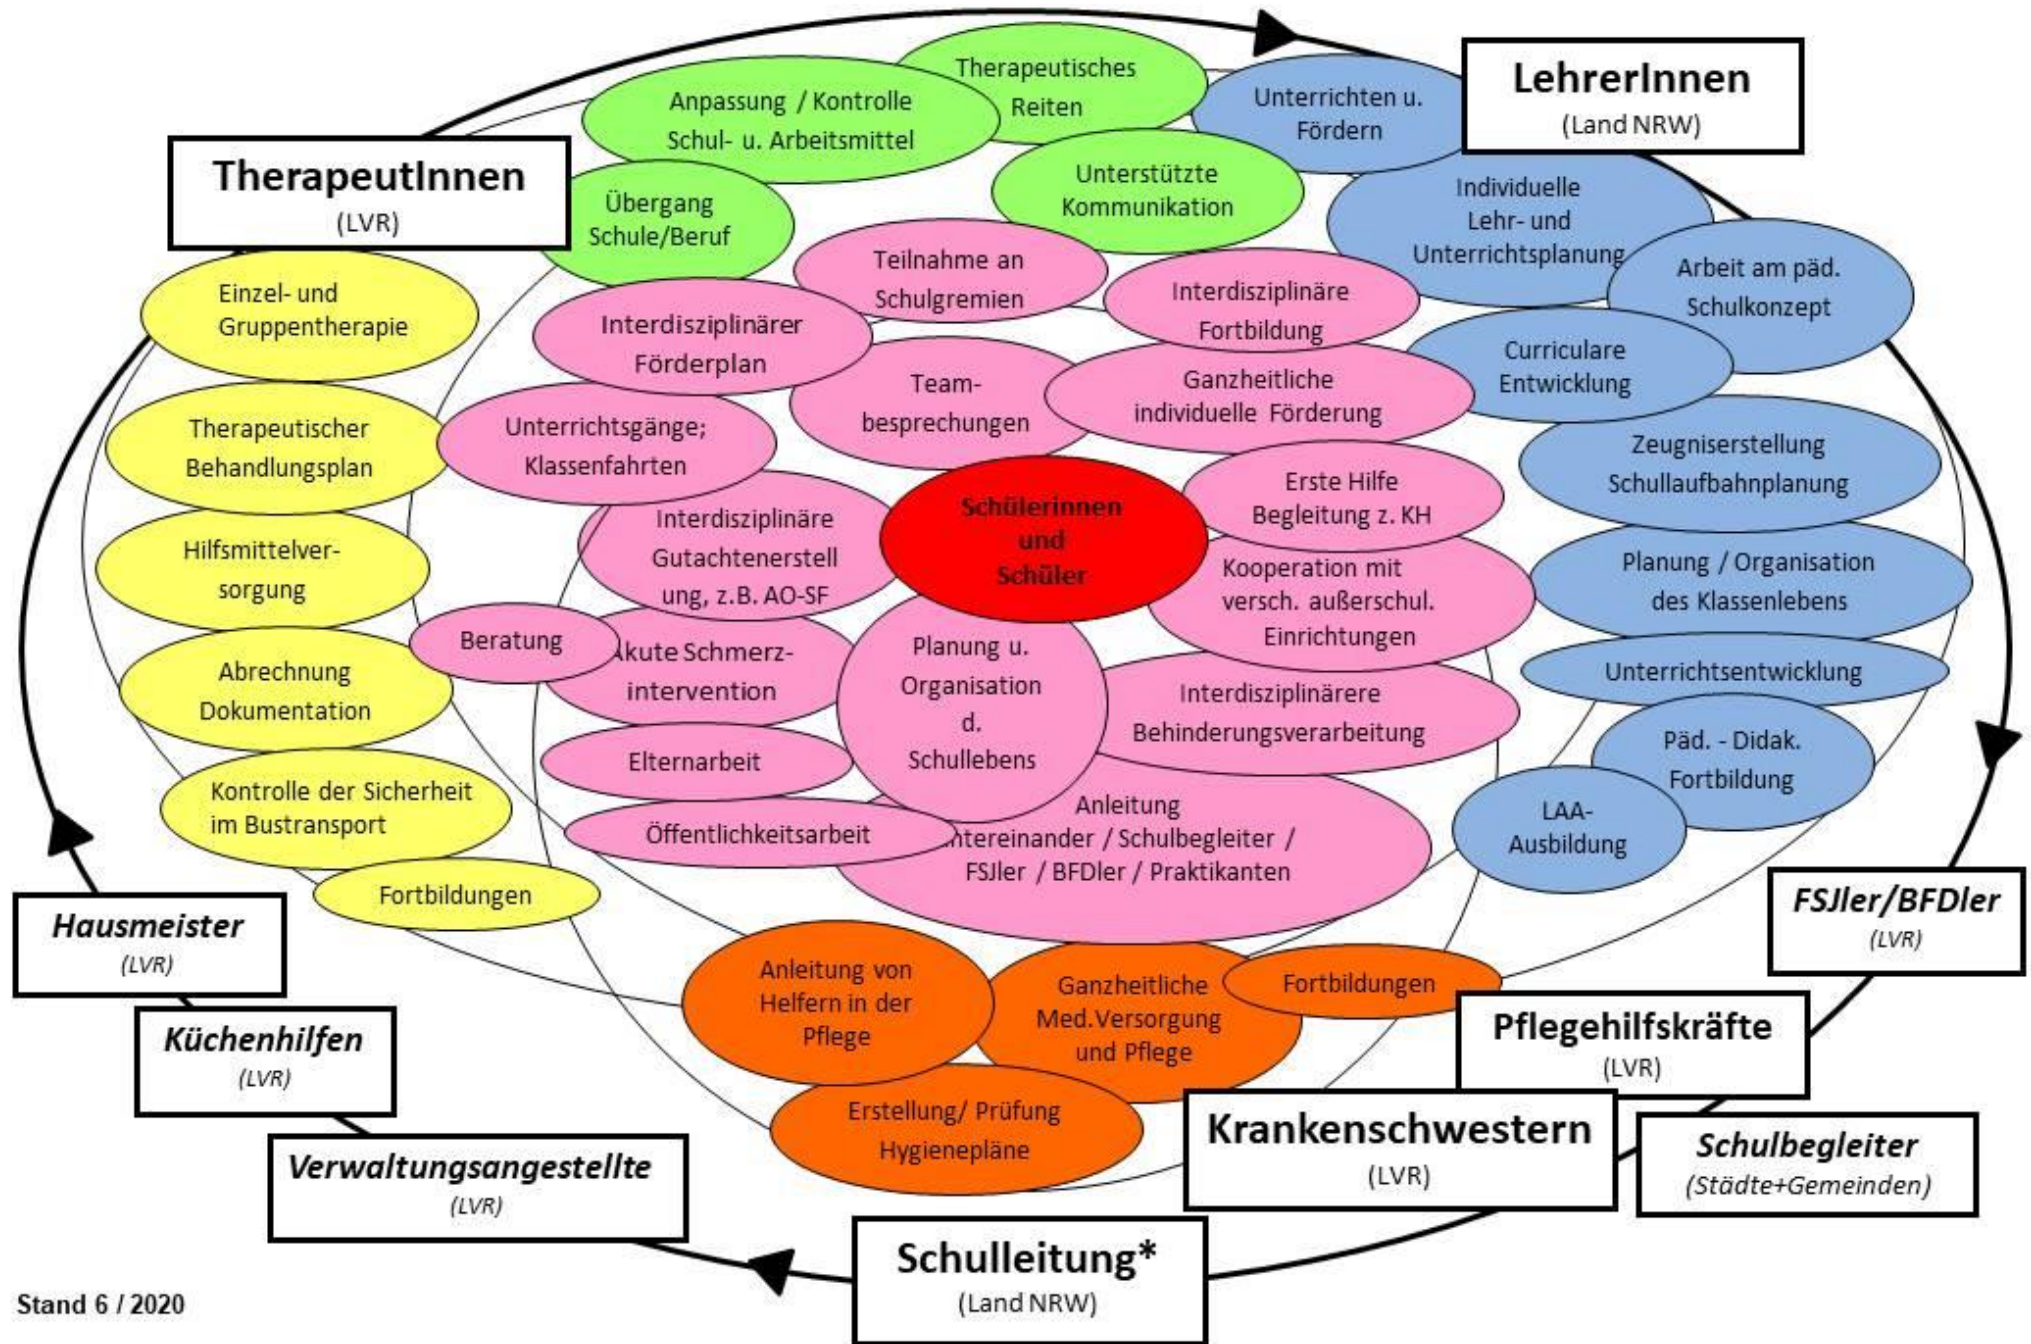 LehrerInnen
(Land NRW)
Therapeutisches
Reiten
Anpassung / Kontrolle
Schul- u. Arbeitsmittel
Unterrichten u.
Fördern
TherapeutInnen
(LVR)
Übergang
Schule/Beruf
Unterstützte
Kommunikation
Individuelle
Lehr- und
Unterrichtsplanung
Arbeit am päd.
Schulkonzept
Teilnahme an
Schulgremien
Interdisziplinäre
Fortbildung
Einzel- und
Gruppentherapie
Interdisziplinärer
Förderplan
Team-
besprechungen
Ganzheitliche
individuelle Förderung
Curriculare
Entwicklung
Therapeutischer
Behandlungsplan
Unterrichtsgänge;
Klassenfahrten
Zeugniserstellung
Schullaufbahnplanung
Erste Hilfe
Begleitung z. KH
Schülerinnen
und
Schüler
Interdisziplinäre
Gutachtenerstell
ung, z.B. AO-SF
Hilfsmittelver-
sorgung
Kooperation mit
versch. außerschul.
Einrichtungen
Planung / Organisation
des Klassenlebens
Beratung
kute Schmerz-
intervention
Planung u.
Organisation
d.
Schullebens
Abrechnung
Dokumentation
Interdisziplinärere
Behinderungsverarbeitung
Unterrichtsentwicklung
Elternarbeit
Päd. - Didak.
Fortbildung
Kontrolle der Sicherheit
im Bustransport
Öffentlichkeitsarbeit
Anleitung
ntereinander / Schulbegleiter /
FSJler / BFDler / Praktikanten
LAA-
Ausbildung
Fortbildungen
Hausmeister
(LVR)
FSJler/BFDler
(LVR)
Anleitung von
Helfern in der
Pflege
Ganzheitliche
Med.Versorgung
und Pflege
Fortbildungen
Küchenhilfen
(LVR)
Pflegehilfskräfte
(LVR)
Erstellung/ Prüfung
Hygienepläne
Krankenschwestern
(LVR)
Schulbegleiter
(Städte+Gemeinden)
Verwaltungsangestellte
(LVR)
Schulleitung*
(Land NRW)
Stand 6 / 2020